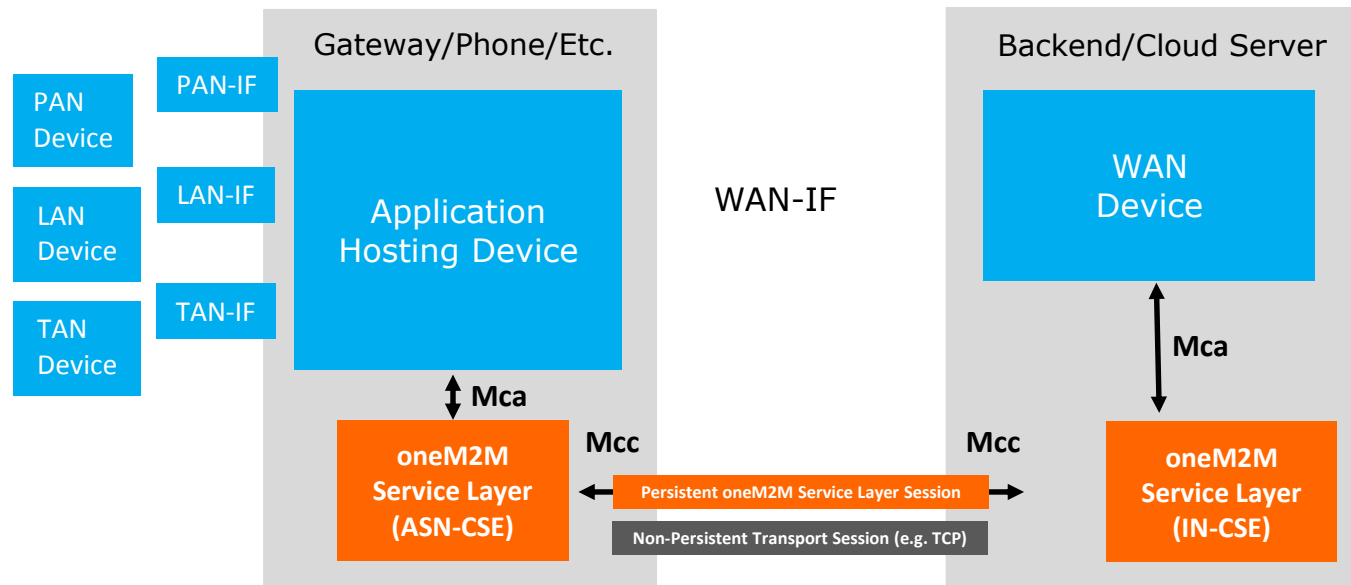 Gateway/Phone/Etc.
Backend/Cloud Server
PAN
Device
PAN-IF
LAN
Device
LAN-IF
TAN
Device
TAN-IF
Application
Hosting Device
WAN-IF
WAN
Device
Mca
Mca
oneM2M
Service Layer
(ASN-CSE)
Mcc
Mcc
Persistent oneM2M Service Layer Session
Non-Persistent Transport Session (e.g. TCP)
oneM2M
Service Layer
(IN-CSE)